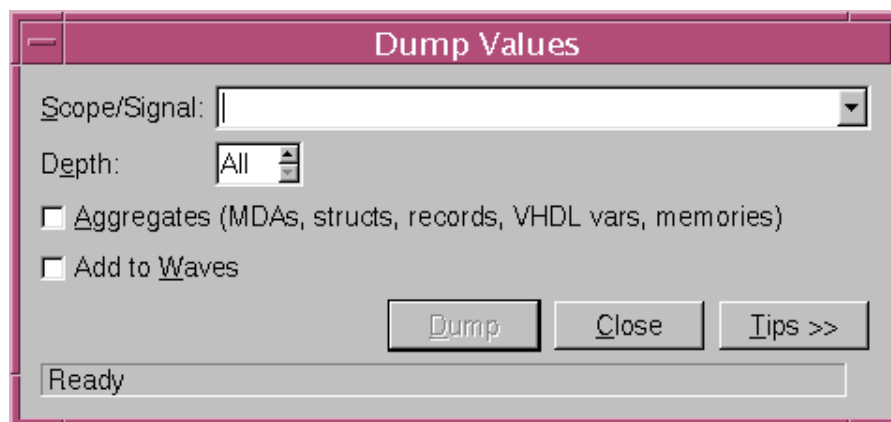 Dump Values
Scope/Signal:
Depth: All
Aggregates (MDAs, structs, records, VHDL vars, memories)
Add to Waves
Dump Close Tips >>
Ready